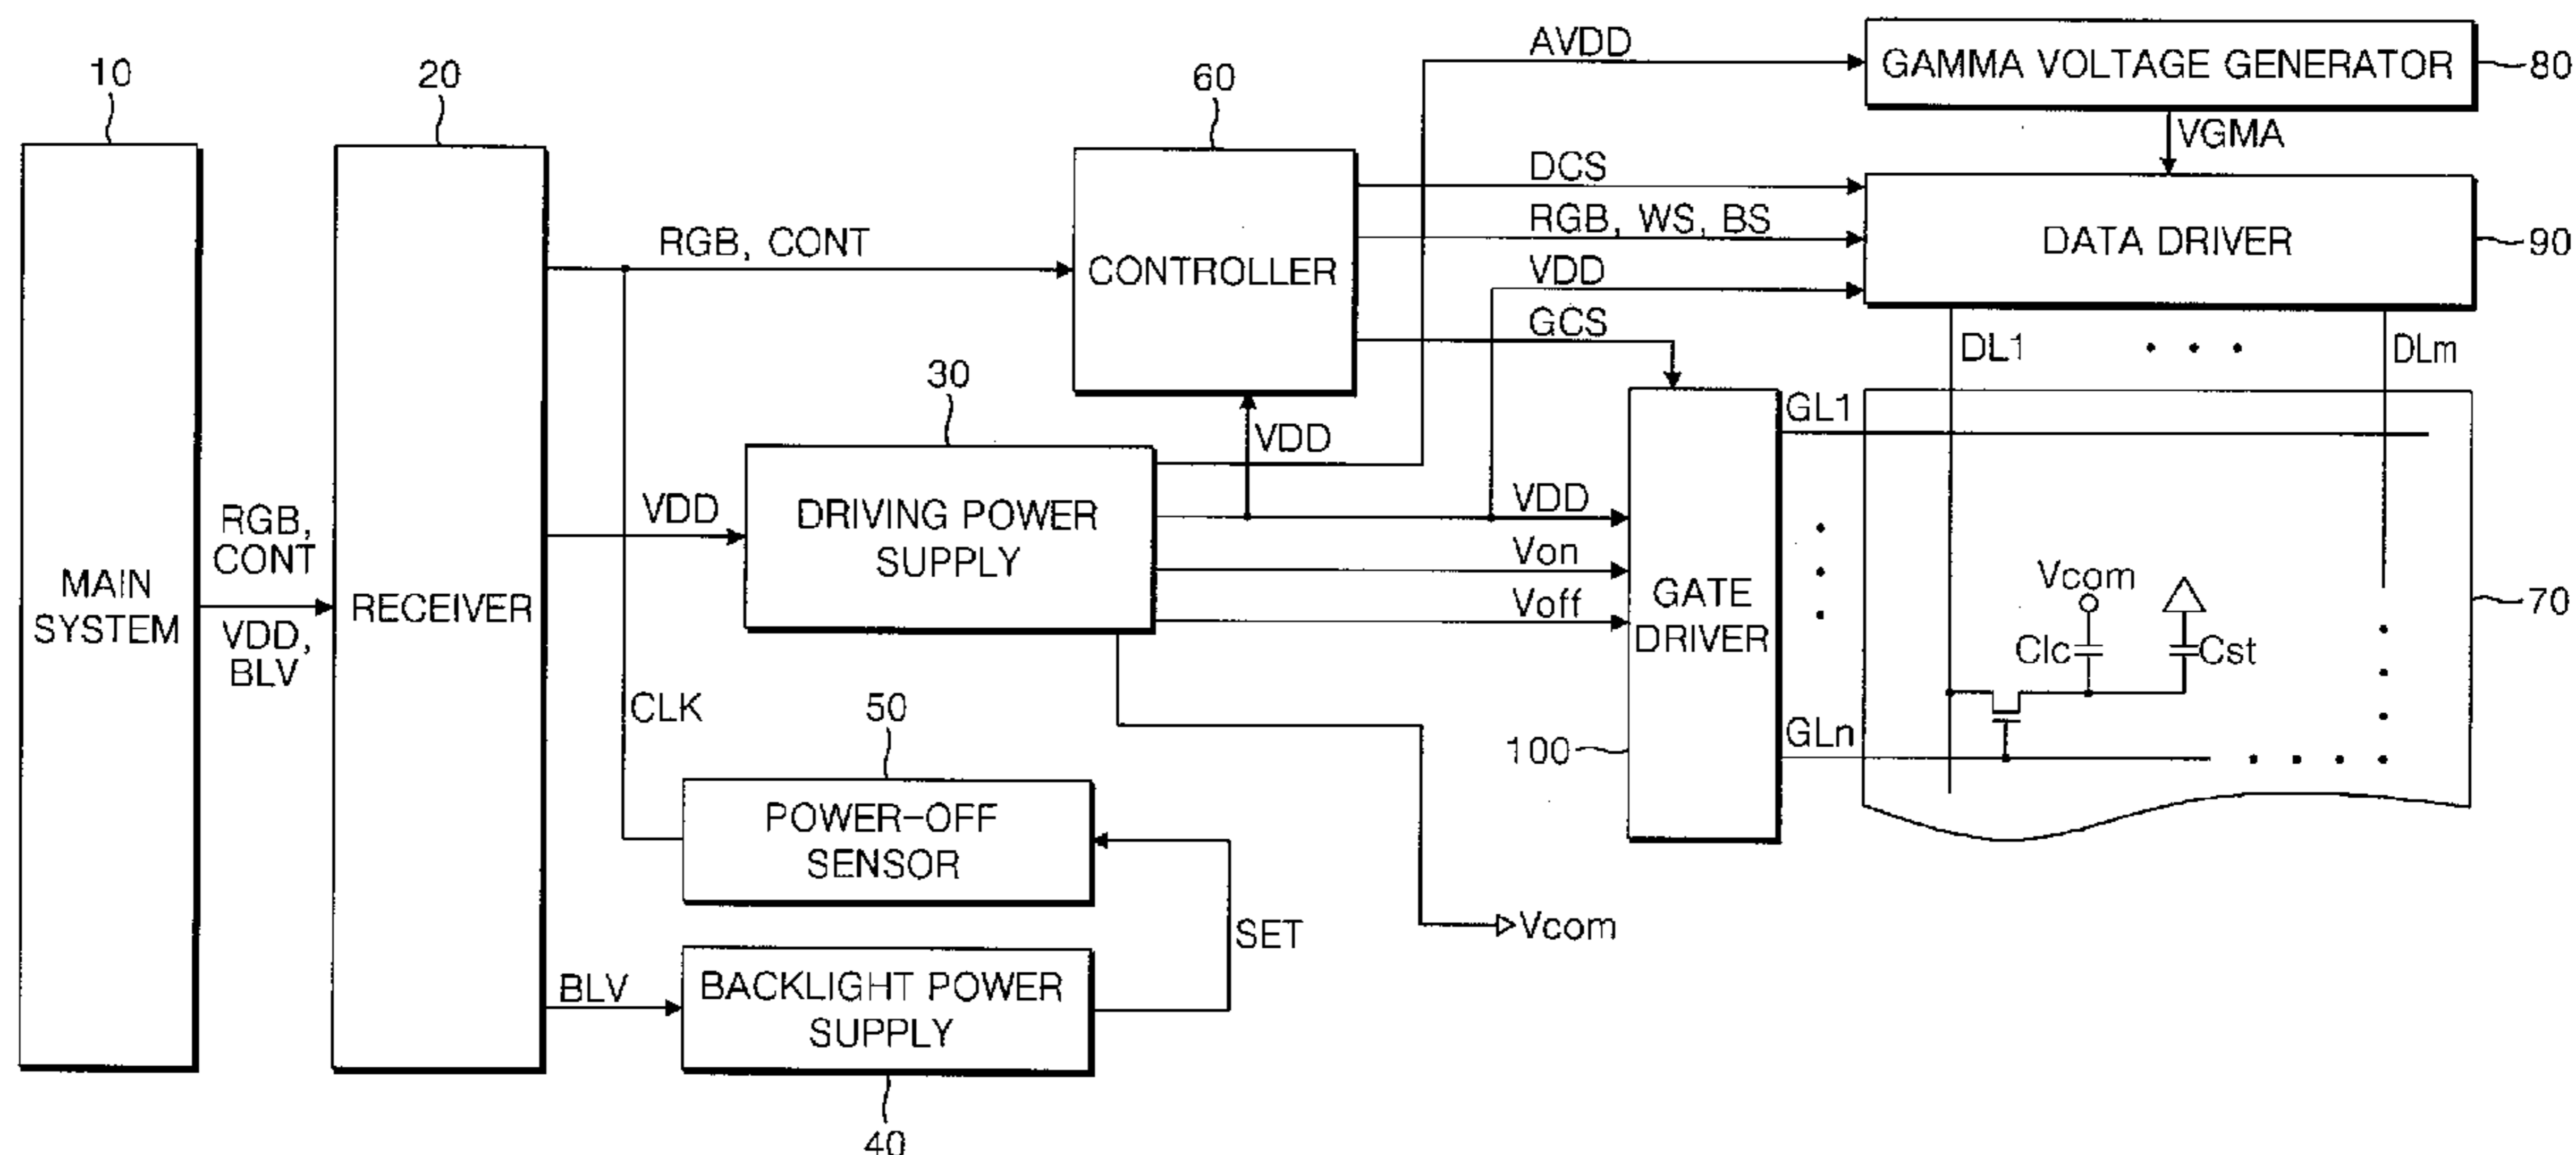 10
20
60
AVDD
GAMMA VOLTAGE GENERATOR
80
VGMA
DCS
RGB, WS, BS
DATA DRIVER
90
VDD
GCS
DL1
DLm
RGB, CONT
CONTROLLER
30
VDD
GL1
MAIN
SYSTEM
RGB,
CONT
VDD,
BLV
RECEIVER
VDD
DRIVING POWER
SUPPLY
VDD
Von
Voff
GATE
DRIVER
Vcom
Clc
Cst
70
CLK
50
100
GLn
POWER-OFF
SENSOR
SET
Vcom
BLV
BACKLIGHT POWER
SUPPLY
40